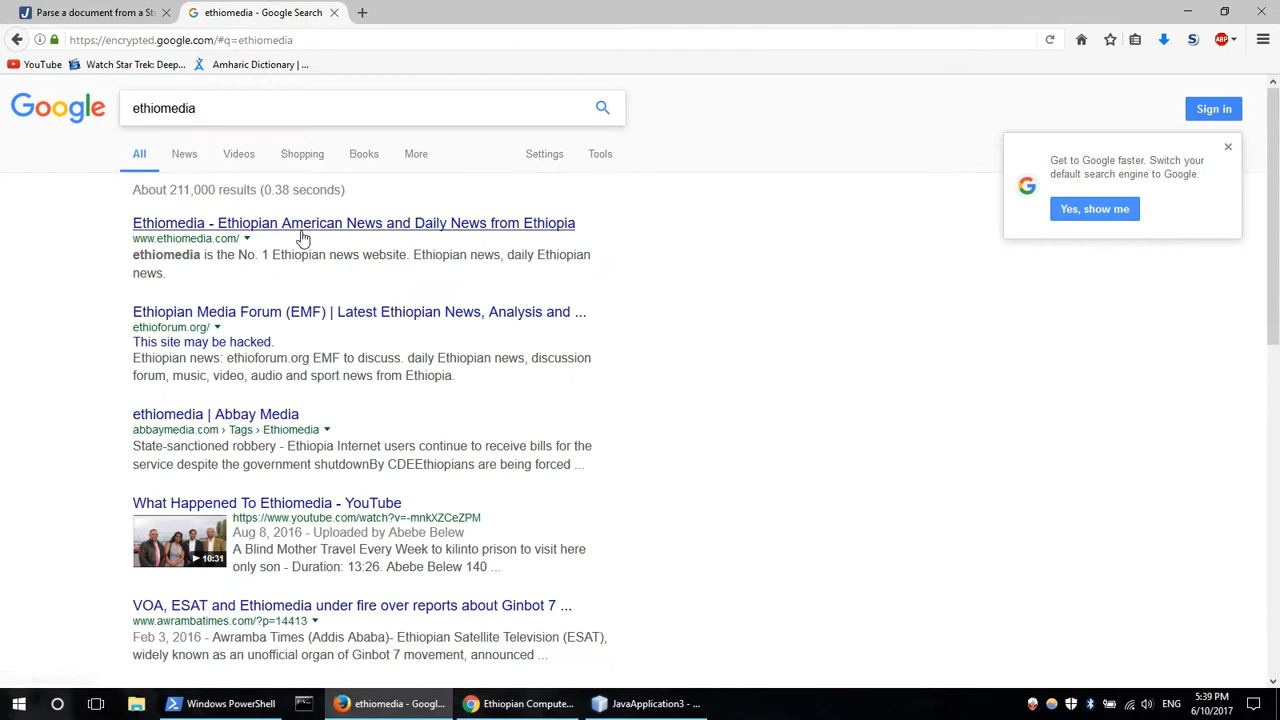 Parse a document from a St
ethiomedia - Google Search
https://encrypted.google.com/#q=ethiomedia
ABP
YouTube
Watch Star Trek: Deep...
Amharic Dictionary | ...
Google
ethiomedia
Sign in
All
News
Videos
Shopping
Books
More
Settings
Tools
Get to Google faster. Switch your
default search engine to Google.
Yes, show me
About 211,000 results (0.38 seconds)
Ethiomedia - Ethiopian American News and Daily News from Ethiopia
www.ethiomedia.com/
ethiomedia is the No. 1 Ethiopian news website. Ethiopian news, daily Ethiopian
news.
Ethiopian Media Forum (EMF) | Latest Ethiopian News, Analysis and ...
ethioforum.org/
This site may be hacked.
Ethiopian news: ethioforum.org EMF to discuss. daily Ethiopian news, discussion
forum, music, video, audio and sport news from Ethiopia.
ethiomedia | Abbay Media
abbaymedia.com › Tags › Ethiomedia
State-sanctioned robbery - Ethiopia Internet users continue to receive bills for the
service despite the government shutdownBy CDEEthiopians are being forced ...
What Happened To Ethiomedia - YouTube
https://www.youtube.com/watch?v=-mnkXZCeZPM
Aug 8, 2016 - Uploaded by Abebe Belew
10:31
A Blind Mother Travel Every Week to kilinto prison to visit here
only son - Duration: 13:26. Abebe Belew 140 ...
VOA, ESAT and Ethiomedia under fire over reports about Ginbot 7 ...
www.awrambatimes.com/?p=14413
Feb 3, 2016 - Awramba Times (Addis Ababa)- Ethiopian Satellite Television (ESAT),
widely known as an unofficial organ of Ginbot 7 movement, announced ...
Windows PowerShell
ethiomedia - Googl...
Ethiopian Compute...
JavaApplication3 - ...
ENG
5:39 PM
6/10/2017